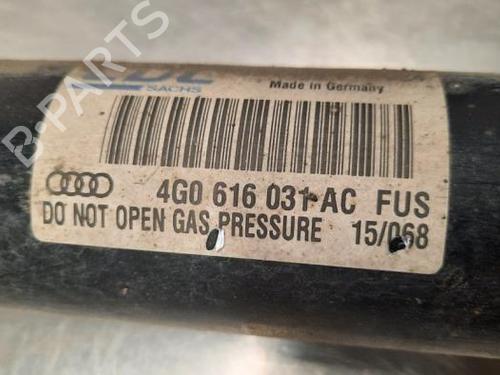 SACHS
Made in Germany
4G0 616 031 AC FUS
DO NOT OPEN GAS PRESSURE 15/068
B-PARTS